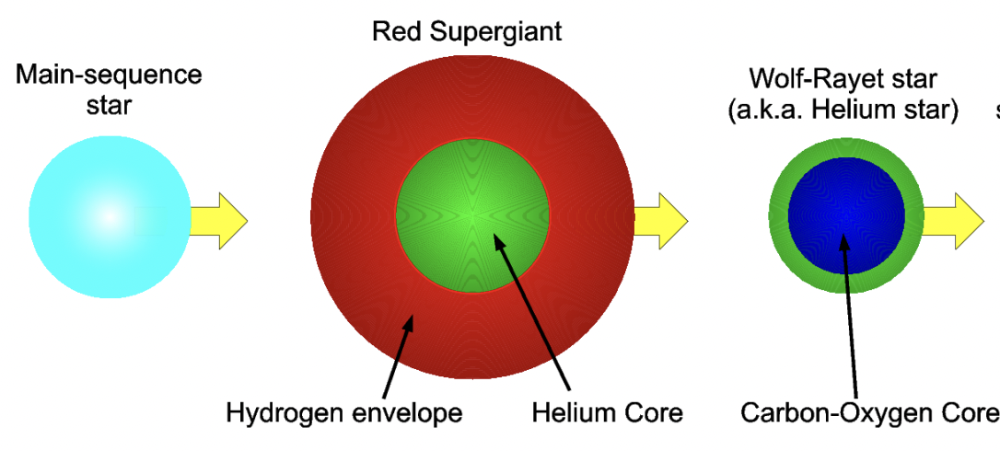 Red Supergiant
Main-sequence
star
Wolf-Rayet star
(a.k.a. Helium star)
Hydrogen envelope
Helium Core
Carbon-Oxygen Core